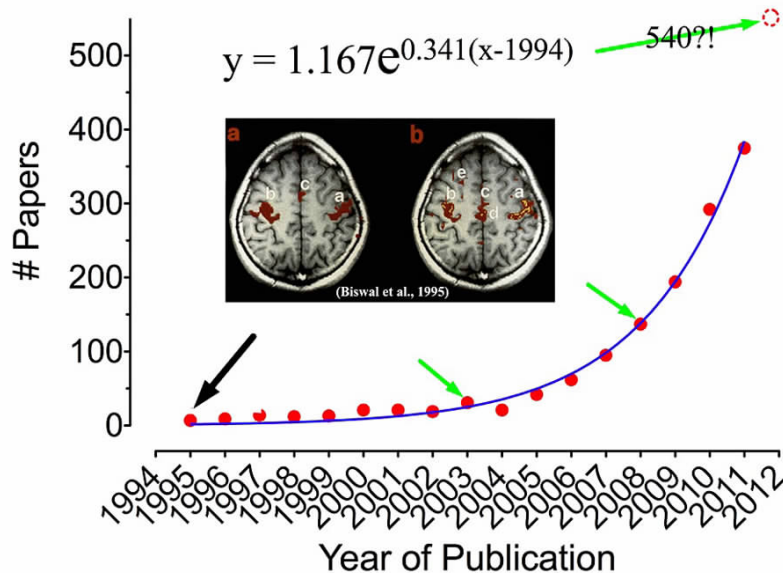 500
400
300
200
100
0
# Papers
y = 1.167e^0.341(x-1994)
540?!
a
b
b
c
a
e
b
c
d
a
(Biswal et al., 1995)
1994
1995
1996
1997
1998
1999
2000
2001
2002
2003
2004
2005
2006
2007
2008
2009
2010
2011
2012
Year of Publication